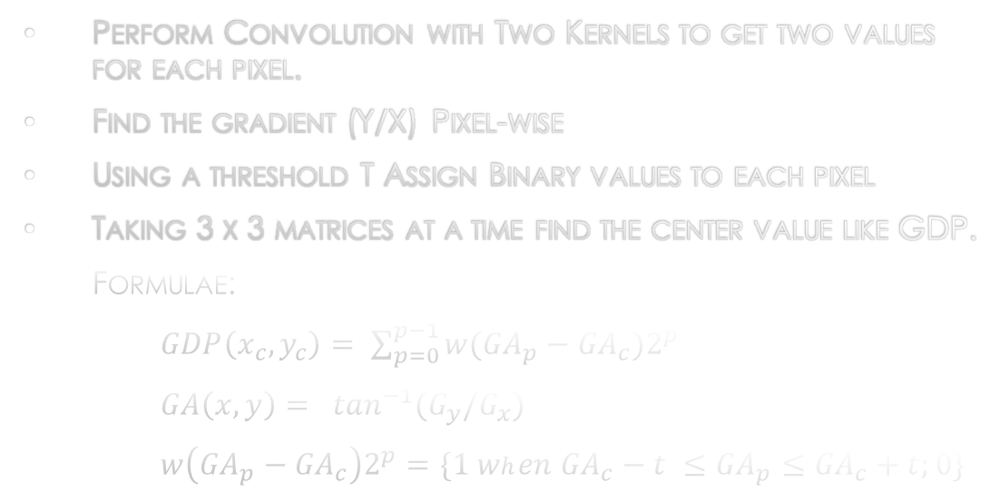 ◦ PERFORM CONVOLUTION WITH TWO KERNELS TO GET TWO VALUES
FOR EACH PIXEL.
◦ FIND THE GRADIENT (Y/X) PIXEL-WISE
◦ USING A THRESHOLD T ASSIGN BINARY VALUES TO EACH PIXEL
◦ TAKING 3 X 3 MATRICES AT A TIME FIND THE CENTER VALUE LIKE GDP.
FORMULAE:
GDP(x_c, y_c) = ∑_{p=0}^{p−1} w(GA_p − GA_c)2^p
GA(x, y) = tan^{−1}(G_y/G_x)
w(GA_p − GA_c)2^p = {1 when GA_c − t ≤ GA_p ≤ GA_c + t; 0}